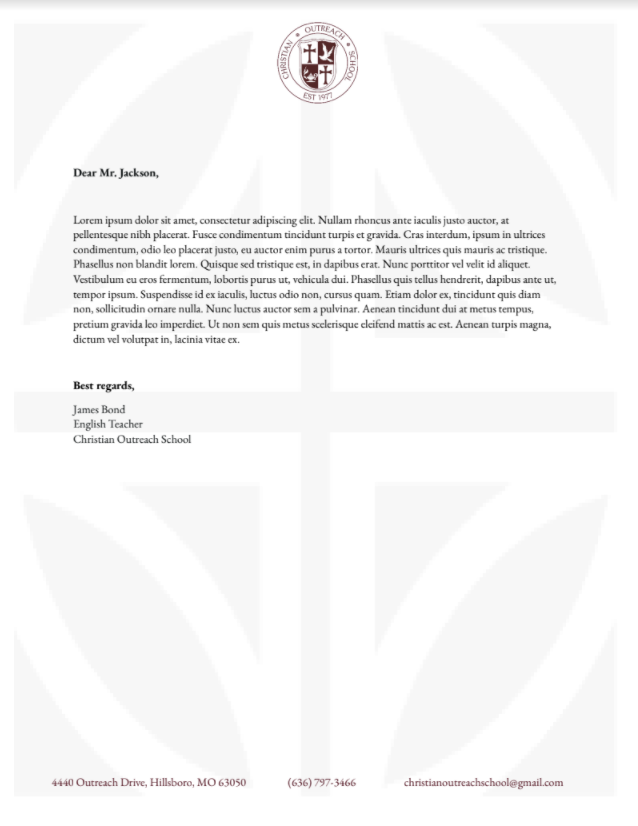 CHRISTIAN OUTREACH SCHOOL
EST 1977
Dear Mr. Jackson,
Lorem ipsum dolor sit amet, consectetur adipiscing elit. Nullam rhoncus ante iaculis justo auctor, at
pellentesque nibh placerat. Fusce condimentum tincidunt turpis et gravida. Cras interdum, ipsum in ultrices
condimentum, odio leo placerat justo, eu auctor enim purus a tortor. Mauris ultrices quis mauris ac tristique.
Phasellus non blandit lorem. Quisque sed tristique est, in dapibus erat. Nunc porttitor vel velit id aliquet.
Vestibulum eu eros fermentum, lobortis purus ut, vehicula dui. Phasellus quis tellus hendrerit, dapibus ante ut,
tempor ipsum. Suspendisse id ex iaculis, luctus odio non, cursus quam. Etiam dolor ex, tincidunt quis diam
non, sollicitudin ornare nulla. Nunc luctus auctor sem a pulvinar. Aenean tincidunt dui at metus tempus,
pretium gravida leo imperdiet. Ut non sem quis metus scelerisque eleifend mattis ac est. Aenean turpis magna,
dictum vel volutpat in, lacinia vitae ex.
Best regards,
James Bond
English Teacher
Christian Outreach School
4440 Outreach Drive, Hillsboro, MO 63050 (636) 797-3466 christianoutreachschool@gmail.com